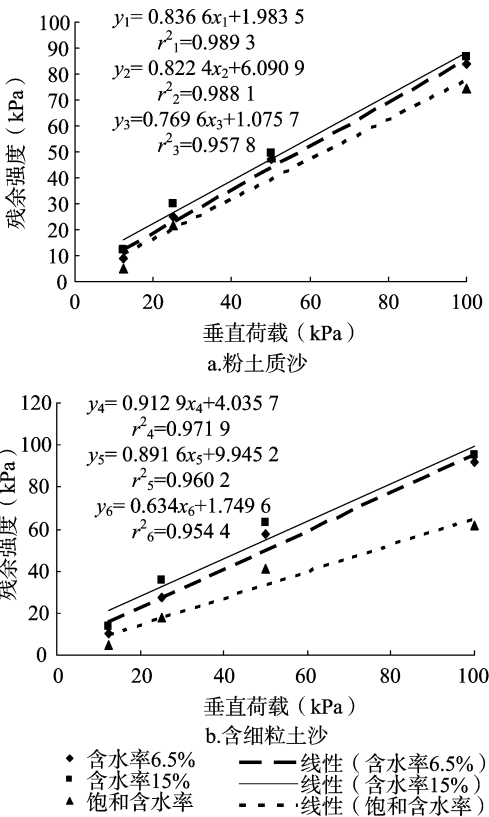 y₁= 0.836 6x₁+1.983 5
r²₁=0.989 3
y₂= 0.822 4x₂+6.090 9
r²₂=0.988 1
y₃=0.769 6x₃+1.075 7
r²₃=0.957 8
残余强度（kPa）
100
90
80
70
60
50
40
30
20
10
0
0 20 40 60 80 100
垂直荷载（kPa）
a.粉土质沙
y₄= 0.912 9x₄+4.035 7
r²₄=0.971 9
y₅= 0.891 6x₅+9.945 2
r²₅=0.960 2
y₆= 0.634x₆+1.749 6
r²₆=0.954 4
残余强度（kPa）
120
100
80
60
40
20
0
0 20 40 60 80 100
垂直荷载（kPa）
b.含细粒土沙
含水率6.5% 线性（含水率6.5%）
含水率15% 线性（含水率15%）
饱和含水率 线性（饱和含水率）